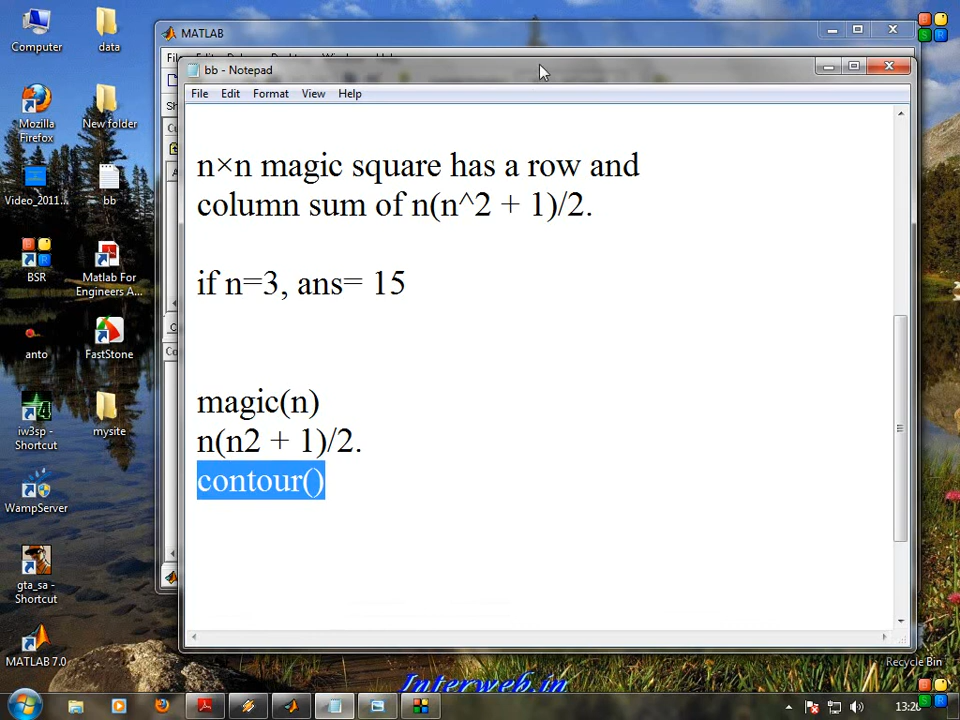 MATLAB
bb - Notepad
File Edit Format View Help
n×n magic square has a row and
column sum of n(n^2 + 1)/2.
if n=3, ans= 15
magic(n)
n(n2 + 1)/2.
contour()
Computer
data
Mozilla
Firefox
New folder
Video_2011...
bb
BSR
Matlab For
Engineers A...
anto
FastStone
iw3sp -
Shortcut
mysite
WampServer
gta_sa -
Shortcut
MATLAB 7.0
Recycle Bin
Interweb.in
B S R
B S R